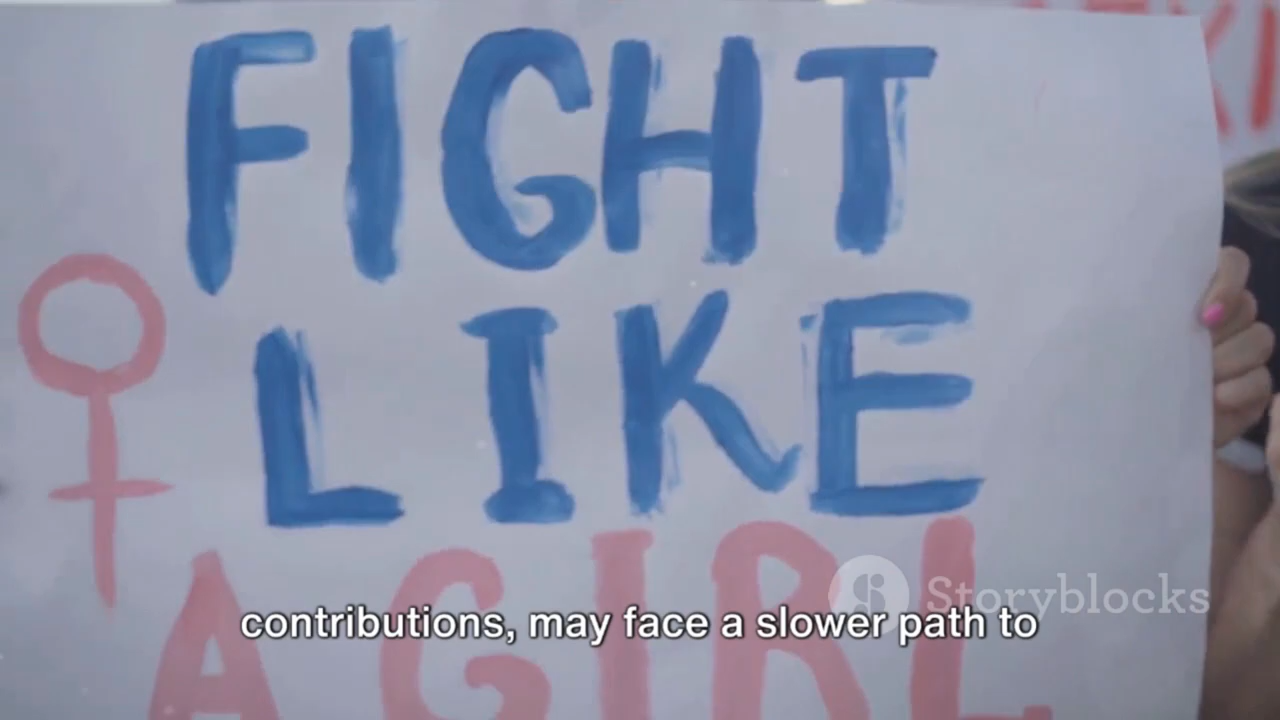 FIGHT
LIKE
A GIRL
Storyblocks
contributions, may face a slower path to